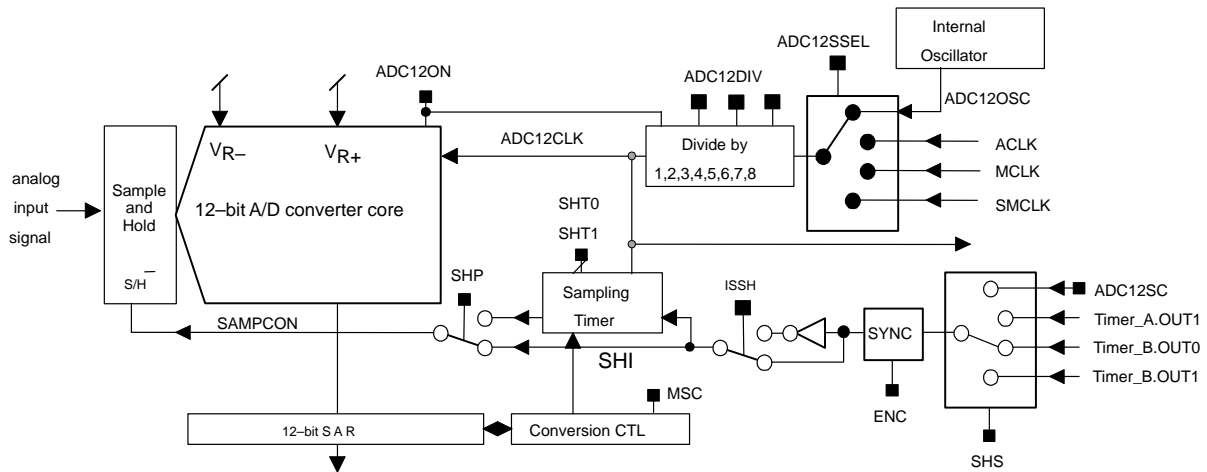 Internal
Oscillator
ADC12SSEL
ADC12ON
ADC12DIV
ADC12OSC
VR–
VR+
ADC12CLK
Divide by
1,2,3,4,5,6,7,8
ACLK
MCLK
SMCLK
analog
input
signal
Sample
and
Hold
12–bit A/D converter core
SHT0
SHT1
S/H
SHP
Sampling
Timer
ISSH
SAMPCON
SHI
SYNC
ADC12SC
Timer_A.OUT1
Timer_B.OUT0
Timer_B.OUT1
MSC
ENC
12–bit S A R
Conversion CTL
SHS